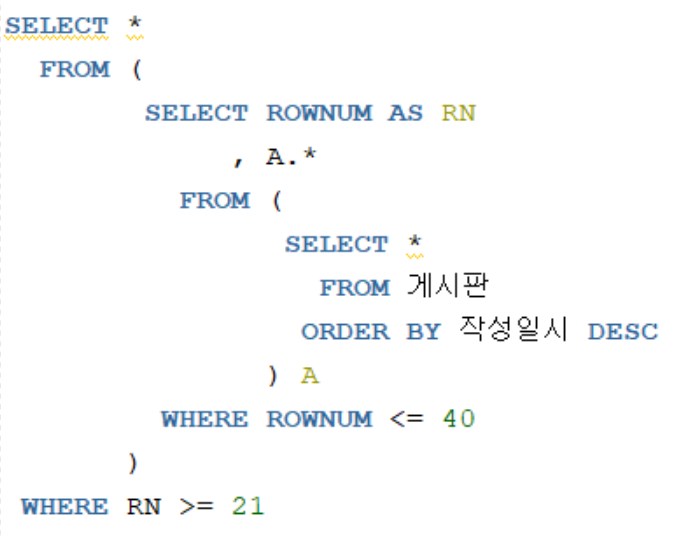 SELECT *
FROM (
SELECT ROWNUM AS RN
, A.*
FROM (
SELECT *
FROM 게시판
ORDER BY 작성일시 DESC
) A
WHERE ROWNUM <= 40
)
WHERE RN >= 21